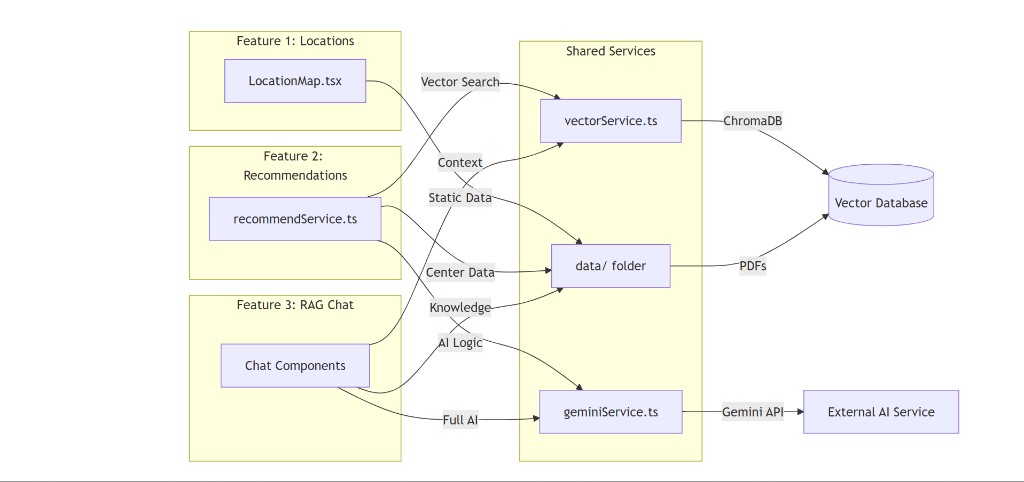 Feature 1: Locations
LocationMap.tsx
Feature 2:
Recommendations
recommendService.ts
Feature 3: RAG Chat
Chat Components
Vector Search
Context
Static Data
Center Data
Knowledge
AI Logic
Full AI
Shared Services
vectorService.ts
data/ folder
geminiService.ts
ChromaDB
PDFs
Gemini API
Vector Database
External AI Service